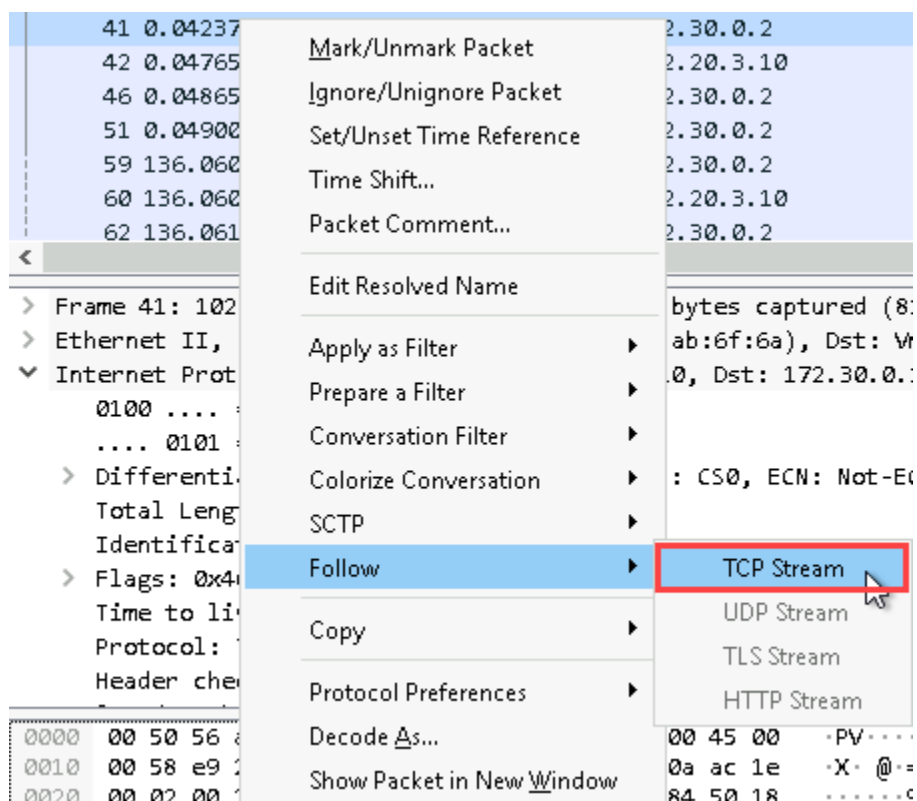 41 0.04237 2.30.0.2
42 0.04765 2.20.3.10
46 0.04865 2.30.0.2
51 0.04900 2.30.0.2
59 136.060 2.30.0.2
60 136.060 2.20.3.10
62 136.061 2.30.0.2
Mark/Unmark Packet
Ignore/Unignore Packet
Set/Unset Time Reference
Time Shift...
Packet Comment...
Edit Resolved Name
Apply as Filter
Prepare a Filter
Conversation Filter
Colorize Conversation
SCTP
Follow
Copy
Protocol Preferences
Decode As...
Show Packet in New Window
TCP Stream
UDP Stream
TLS Stream
HTTP Stream
Frame 41: 102 bytes captured (81
Ethernet II, ab:6f:6a), Dst: Vm
Internet Prot .0, Dst: 172.30.0.
0100 .... =
.... 0101 =
Differenti : CS0, ECN: Not-EC
Total Leng
Identifica
Flags: 0x4
Time to li
Protocol:
Header che
0000 00 50 56 00 45 00 ·PV····
0010 00 58 e9 0a ac 1e ·X· @·=
0020 00 02 00 84 50 18